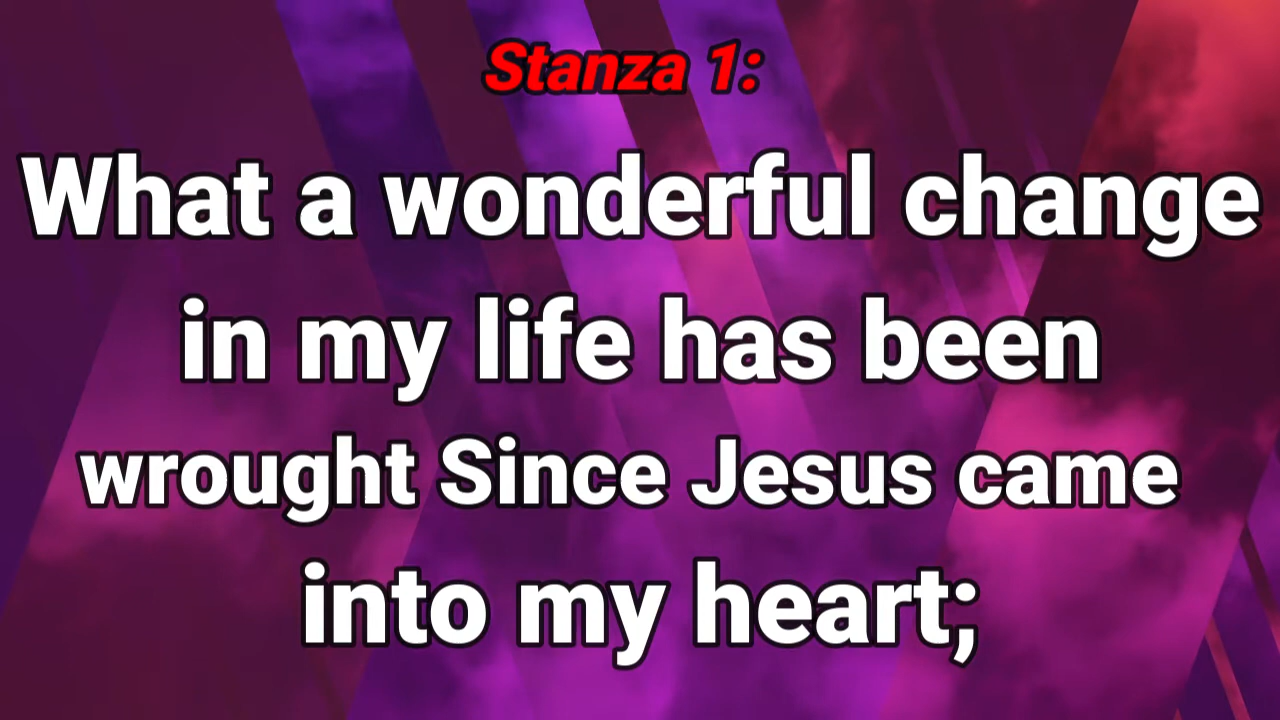 Stanza 1:
What a wonderful change
in my life has been
wrought Since Jesus came
into my heart;